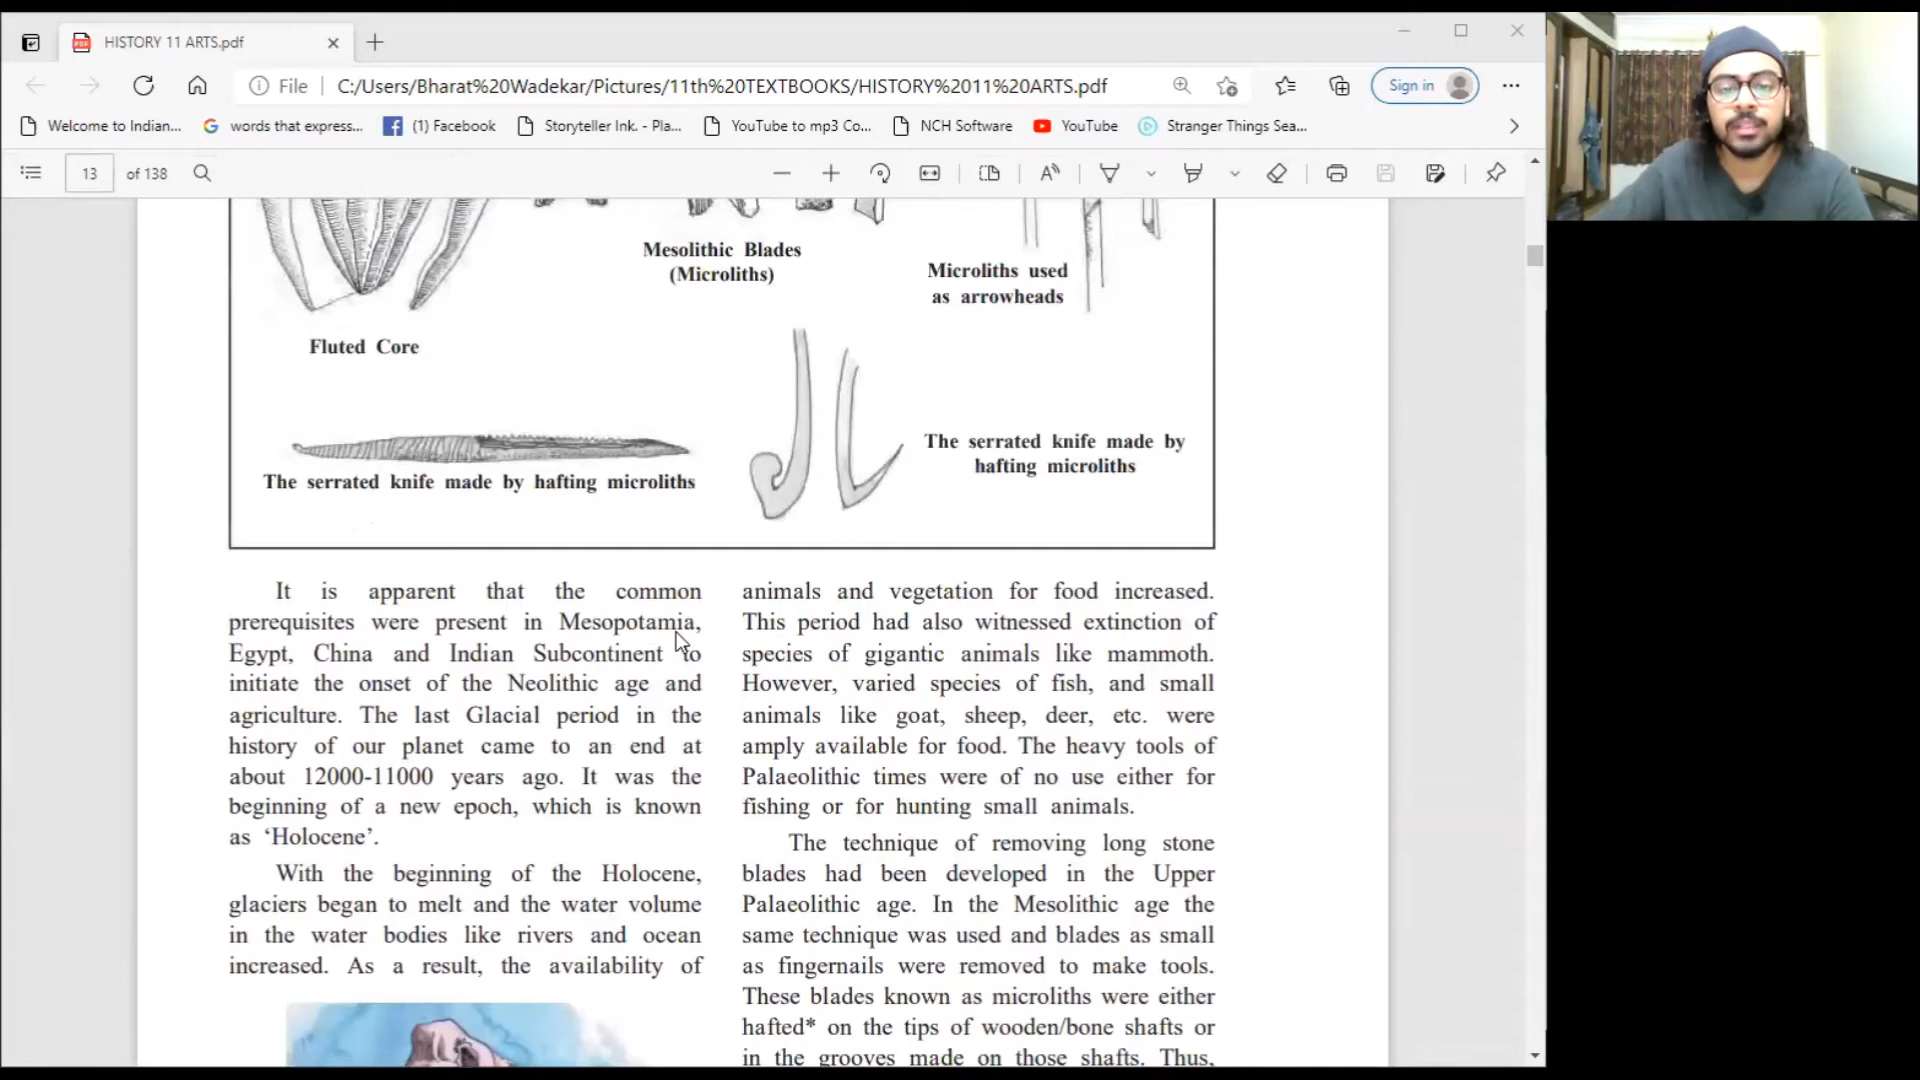 HISTORY 11 ARTS.pdf
File
C:/Users/Bharat%20Wadekar/Pictures/11th%20TEXTBOOKS/HISTORY%2011%20ARTS.pdf
Sign in
Welcome to Indian...
words that express...
(1) Facebook
Storyteller Ink. - Pla...
YouTube to mp3 Co...
NCH Software
YouTube
Stranger Things Sea...
13 of 138
Mesolithic Blades
(Microliths)
Microliths used
as arrowheads
Fluted Core
The serrated knife made by hafting microliths
The serrated knife made by
hafting microliths
It is apparent that the common
prerequisites were present in Mesopotamia,
Egypt, China and Indian Subcontinent to
initiate the onset of the Neolithic age and
agriculture. The last Glacial period in the
history of our planet came to an end at
about 12000-11000 years ago. It was the
beginning of a new epoch, which is known
as ‘Holocene’.
With the beginning of the Holocene,
glaciers began to melt and the water volume
in the water bodies like rivers and ocean
increased. As a result, the availability of
animals and vegetation for food increased.
This period had also witnessed extinction of
species of gigantic animals like mammoth.
However, varied species of fish, and small
animals like goat, sheep, deer, etc. were
amply available for food. The heavy tools of
Palaeolithic times were of no use either for
fishing or for hunting small animals.
The technique of removing long stone
blades had been developed in the Upper
Palaeolithic age. In the Mesolithic age the
same technique was used and blades as small
as fingernails were removed to make tools.
These blades known as microliths were either
hafted* on the tips of wooden/bone shafts or
in the grooves made on those shafts. Thus,